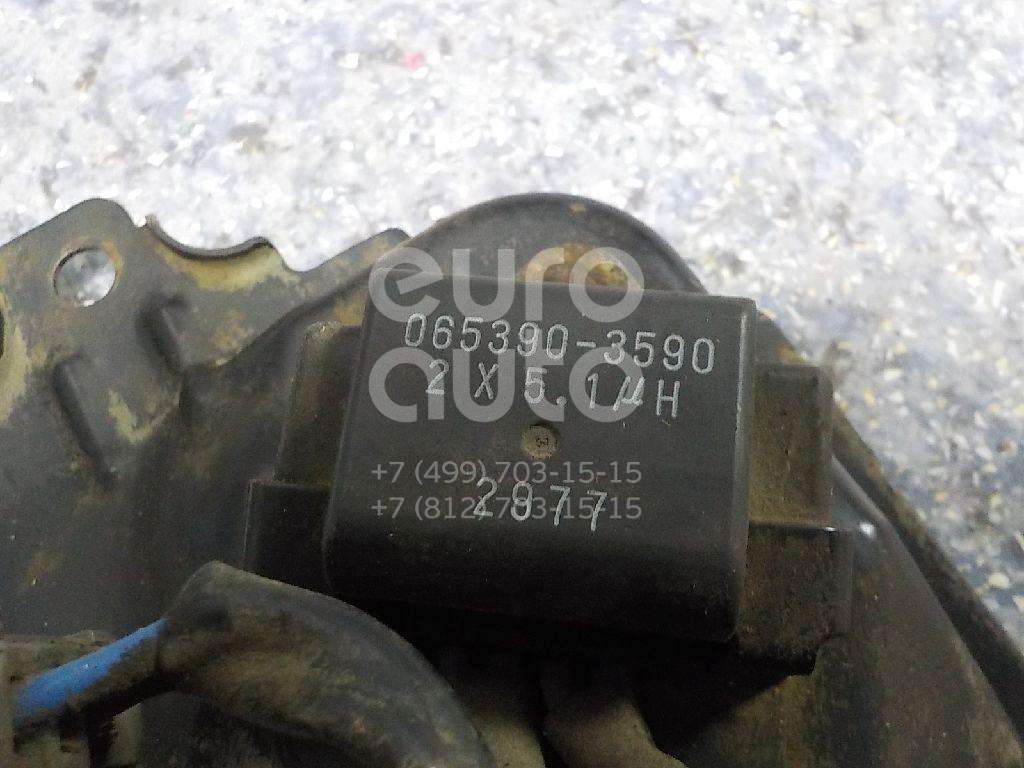 euro
auto
065390-3590
2 X 5.1µH
+7 (499) 703-15-15
2977
+7 (812) 703-15-15